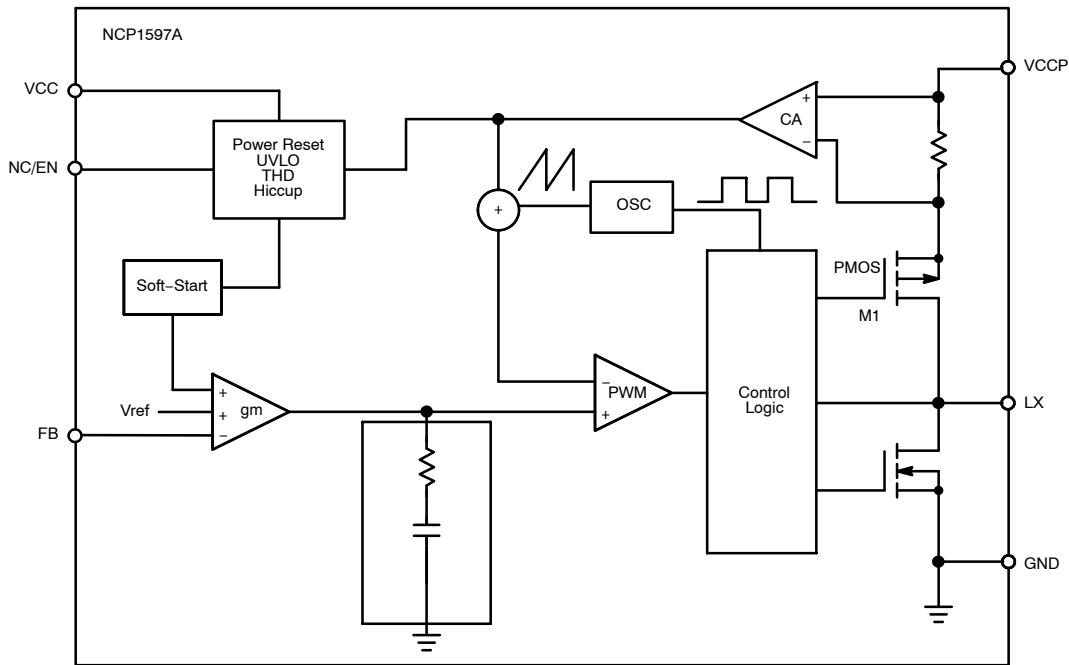 NCP1597A
VCC
VCCP
+
CA
−
Power Reset
UVLO
THD
Hiccup
NC/EN
+
OSC
Soft−Start
PMOS
M1
−
PWM
+
Control
Logic
+
Vref
+
gm
FB
−
LX
GND